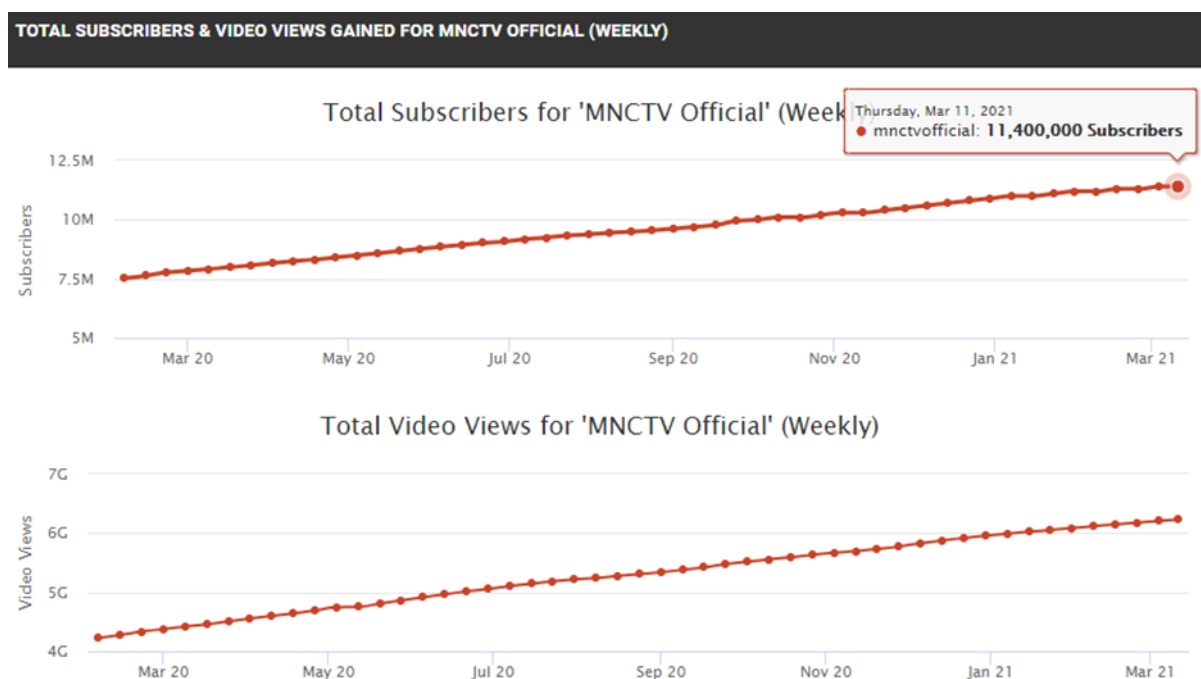 TOTAL SUBSCRIBERS & VIDEO VIEWS GAINED FOR MNCTV OFFICIAL (WEEKLY)
Total Subscribers for 'MNCTV Official' (Weekly)
Thursday, Mar 11, 2021
● mnctvofficial: 11,400,000 Subscribers
12.5M
10M
7.5M
5M
Subscribers
Mar 20 May 20 Jul 20 Sep 20 Nov 20 Jan 21 Mar 21
Total Video Views for 'MNCTV Official' (Weekly)
7G
6G
5G
4G
Video Views
Mar 20 May 20 Jul 20 Sep 20 Nov 20 Jan 21 Mar 21